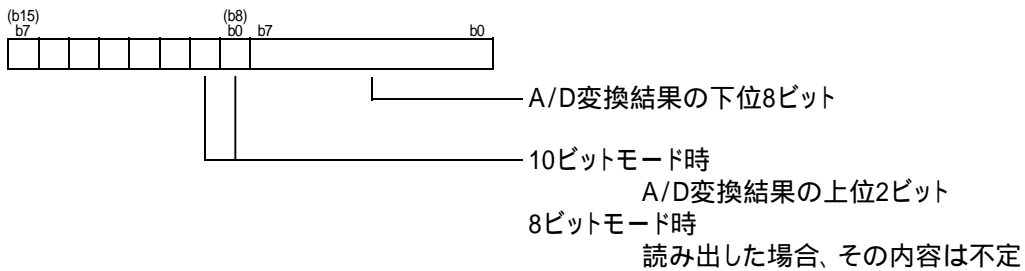 (b15) (b8)
b7 b0 b7 b0
A/D変換結果の下位8ビット
10ビットモード時
A/D変換結果の上位2ビット
8ビットモード時
読み出した場合、その内容は不定